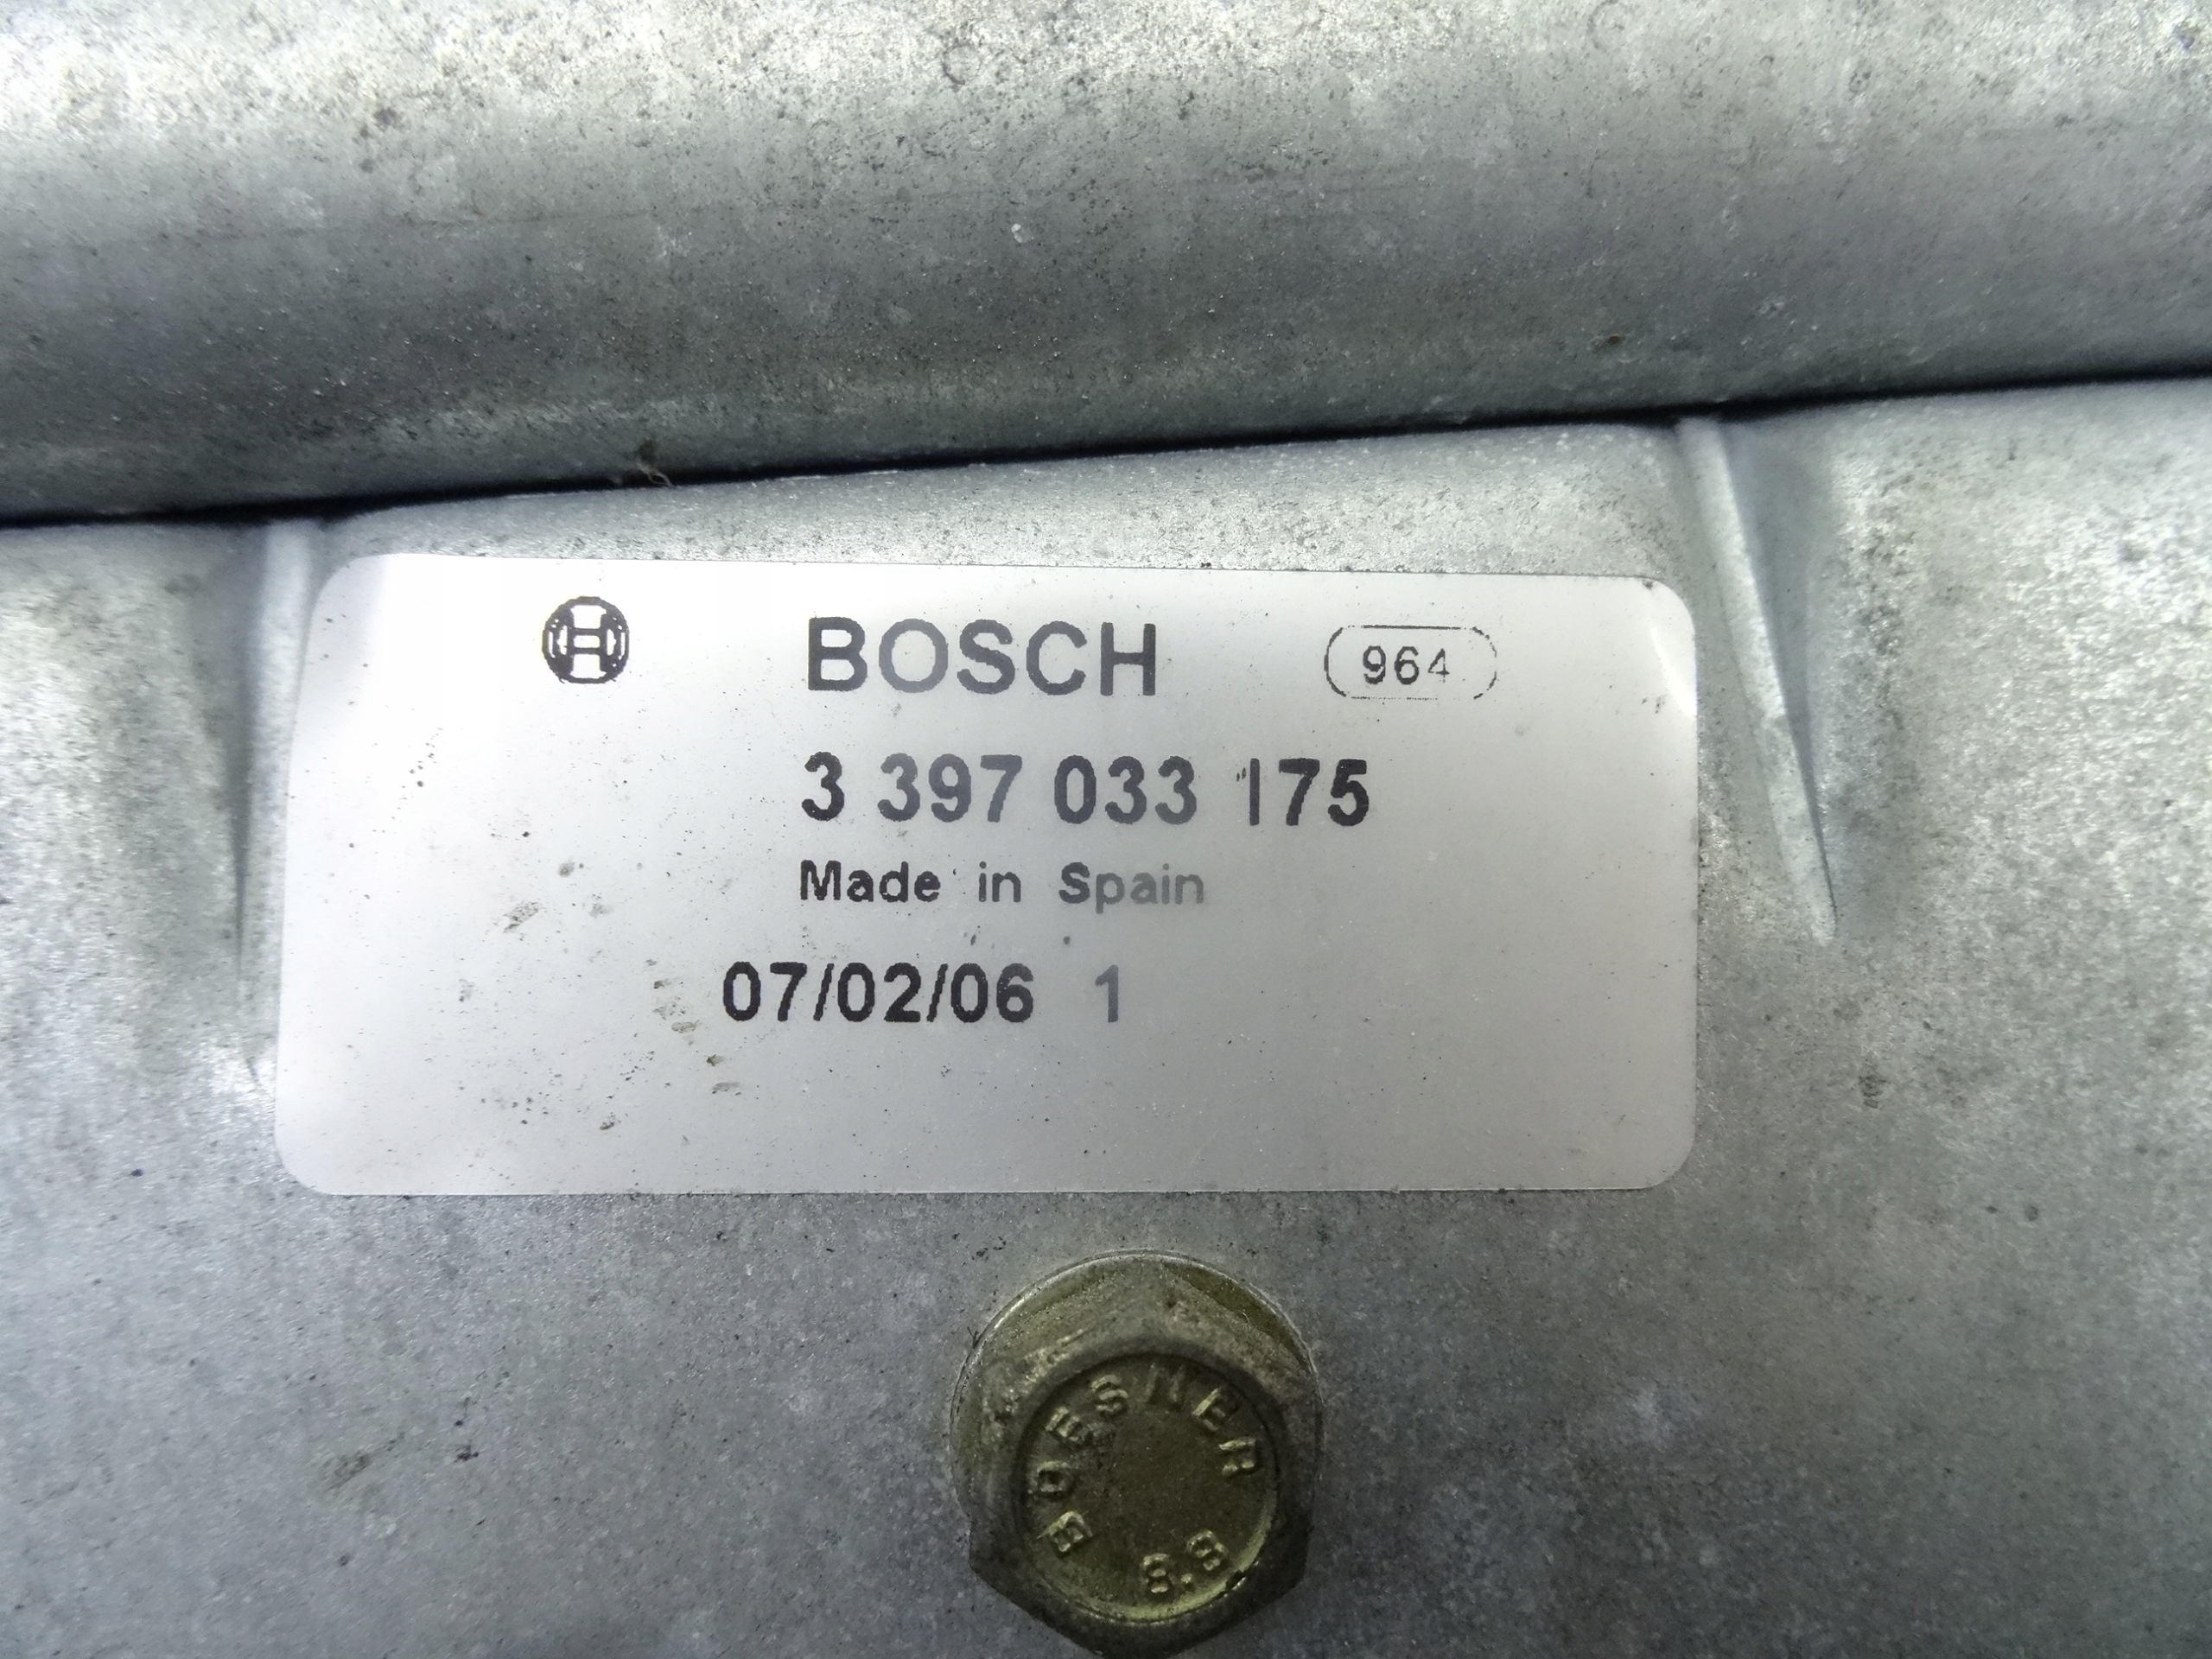 BOSCH 964
3 397 033 175
Made in Spain
07/02/06 1
BOESNER
8.8